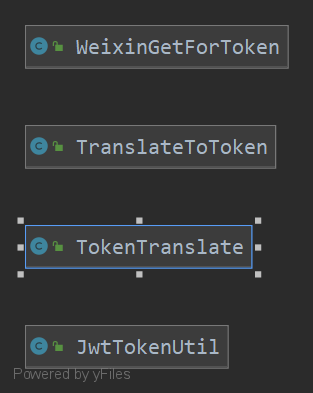 WeixinGetForToken
TranslateToToken
TokenTranslate
JwtTokenUtil
Powered by yFiles